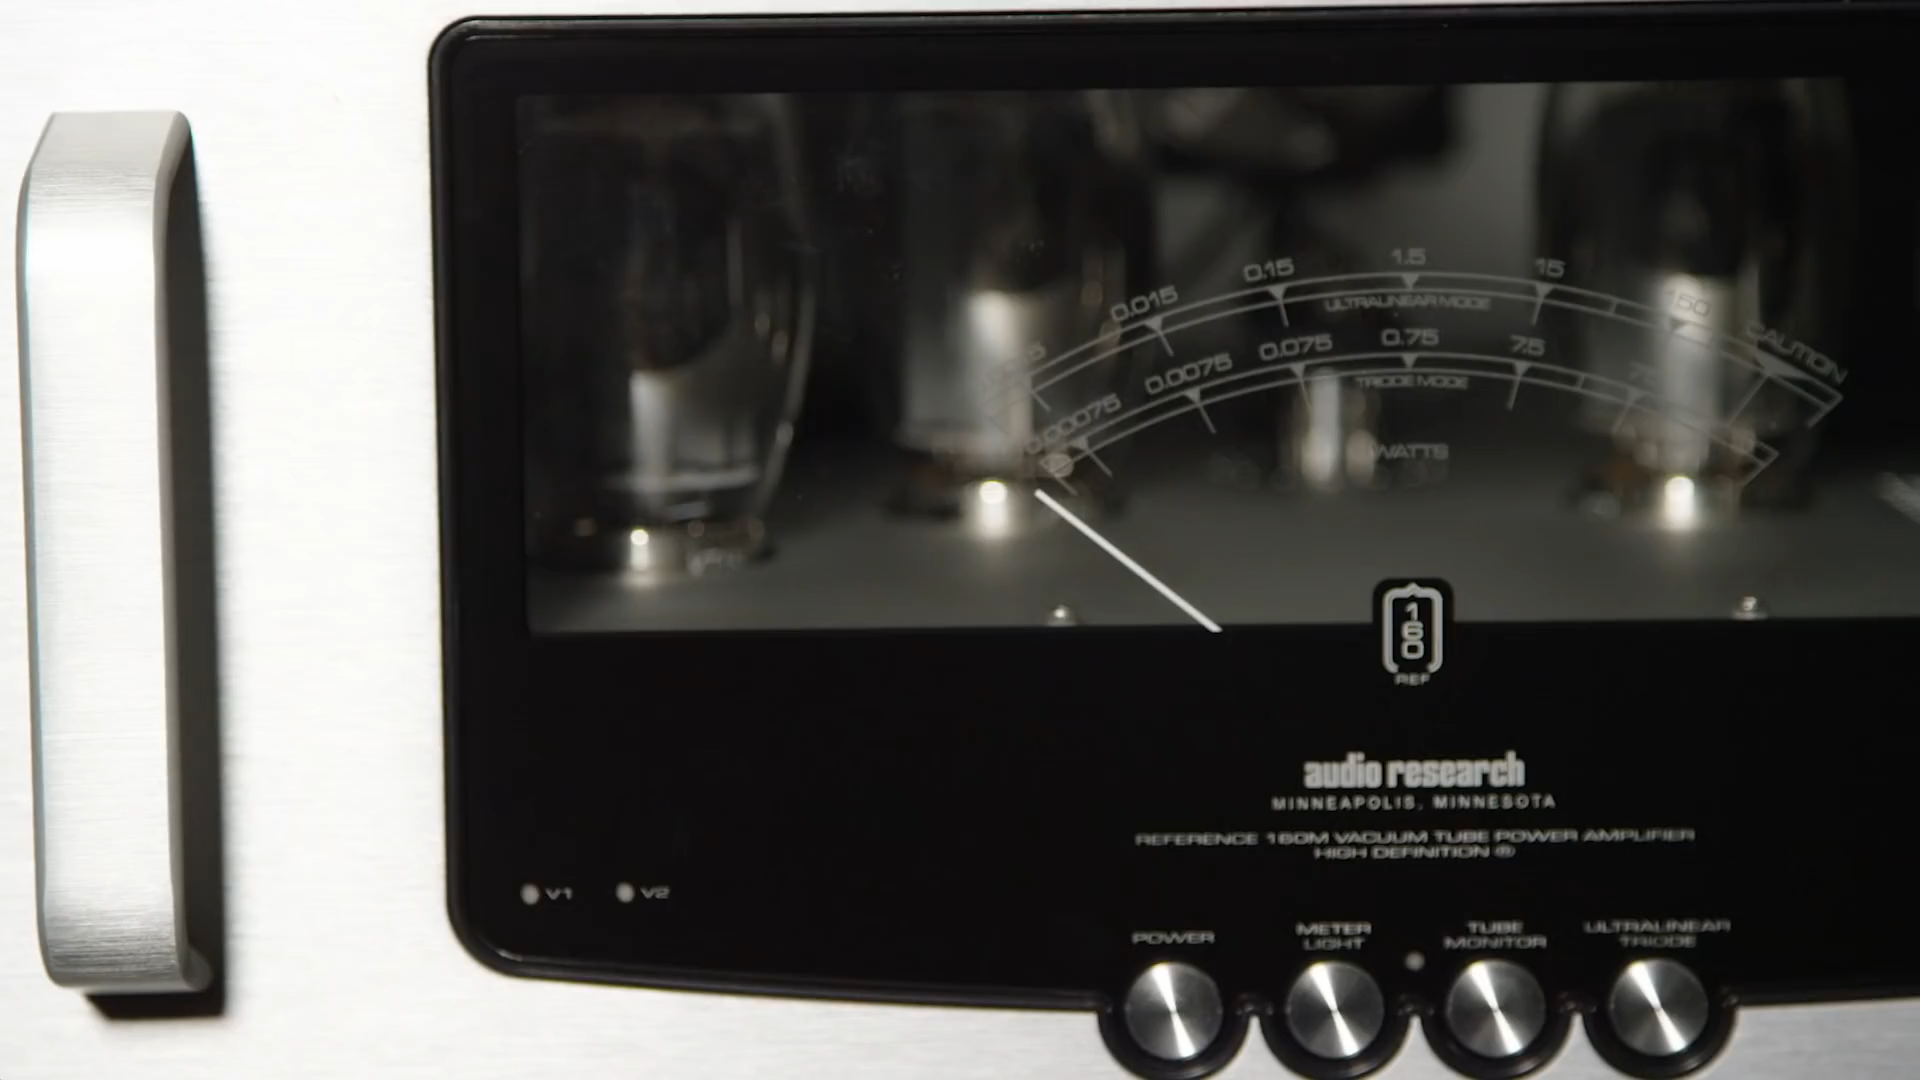 0.015
0.15
1.5
15
150
CAUTION
ULTRALINEAR MODE
0.00075
0.0075
0.075
0.75
7.5
75
TRIODE MODE
WATTS
160
REF
audio research
MINNEAPOLIS, MINNESOTA
REFERENCE 160M VACUUM TUBE POWER AMPLIFIER
HIGH DEFINITION ®
V1 V2
POWER
METER
LIGHT
TUBE
MONITOR
ULTRALINEAR
TRIODE